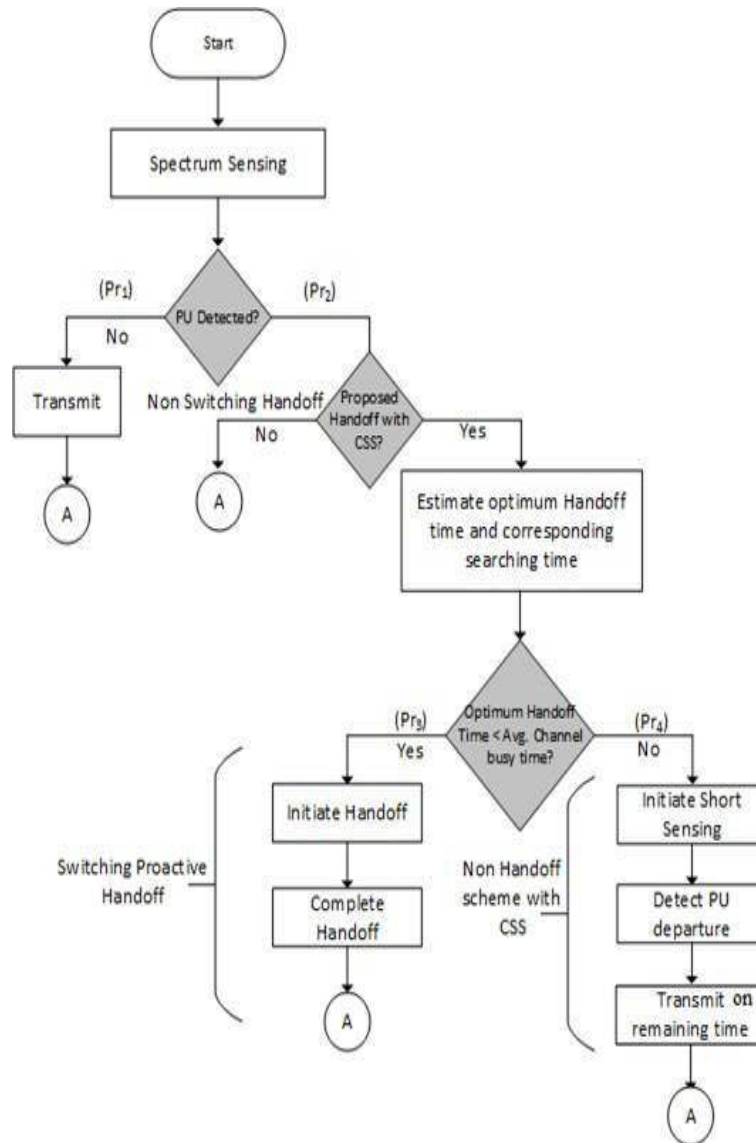 Start
Spectrum Sensing
(Pr₁)
(Pr₂)
PU Detected?
No
Transmit
Non Switching Handoff
No
Proposed
Handoff with
CSS?
Yes
A
A
Estimate optimum Handoff
time and corresponding
searching time
(Pr₃)
Yes
Optimum Handoff
Time < Avg. Channel
busy time?
(Pr₄)
No
Initiate Handoff
Initiate Short
Sensing
Switching Proactive
Handoff
Complete
Handoff
Non Handoff
scheme with
CSS
Detect PU
departure
A
Transmit on
remaining time
A